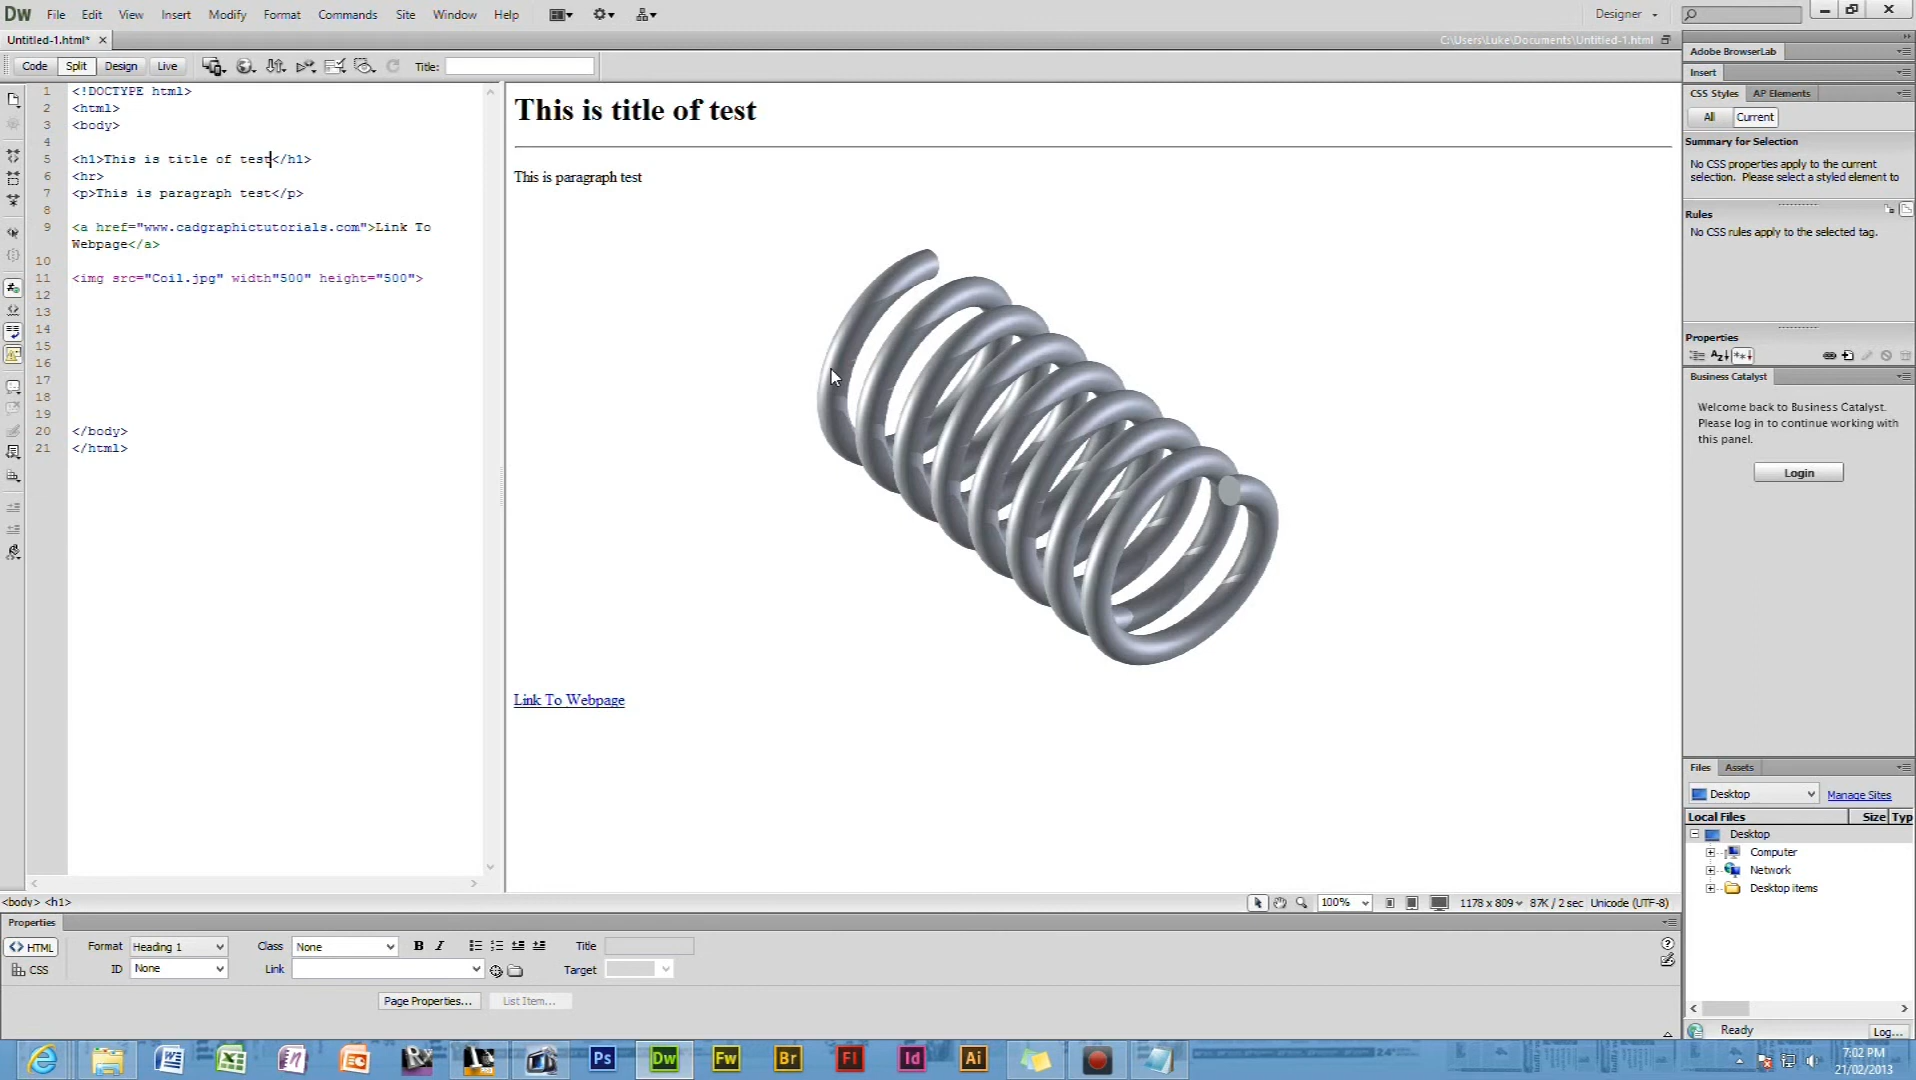 Dw File Edit View Insert Modify Format Commands Site Window Help Designer
Untitled-1.html* C:\Users\Luke\Documents\Untitled-1.html
Code Split Design Live Title:
1 <!DOCTYPE html>
2 <html>
3 <body>
4
5 <h1>This is title of test</h1>
6 <hr>
7 <p>This is paragraph test</p>
8
9 <a href="www.cadgraphictutorials.com">Link To
Webpage</a>
10
11 <img src="Coil.jpg" width"500" height="500">
12
13
14
15
16
17
18
19
20 </body>
21 </html>
This is title of test
This is paragraph test
Link To Webpage
Adobe BrowserLab
Insert
CSS Styles AP Elements
All Current
Summary for Selection
No CSS properties apply to the current
selection. Please select a styled element to
Rules
No CSS rules apply to the selected tag.
Properties
Business Catalyst
Welcome back to Business Catalyst.
Please log in to continue working with
this panel.
Login
Files Assets
Desktop Manage Sites
Local Files Size Typ
Desktop
Computer
Network
Desktop items
Ready Log...
<body> <h1> 100% 1178 x 809 87K / 2 sec Unicode (UTF-8)
Properties
<> HTML Format Heading 1 Class None B I Title
CSS ID None Link Target
Page Properties... List Item...
Ps Dw Fw Br Fl Id Ai
7:02 PM
21/02/2013